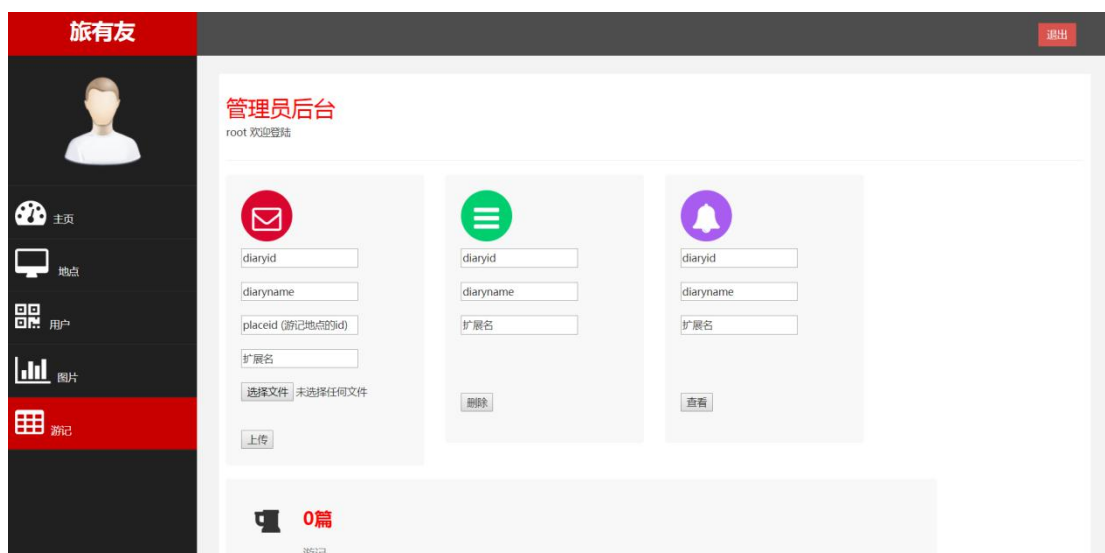 旅有友
退出
管理员后台
root 欢迎登陆
主页
地点
用户
图片
游记
diaryid
diaryname
placeid (游记地点的id)
扩展名
选择文件 未选择任何文件
上传
diaryid
diaryname
扩展名
删除
diaryid
diaryname
扩展名
查看
0篇
游记